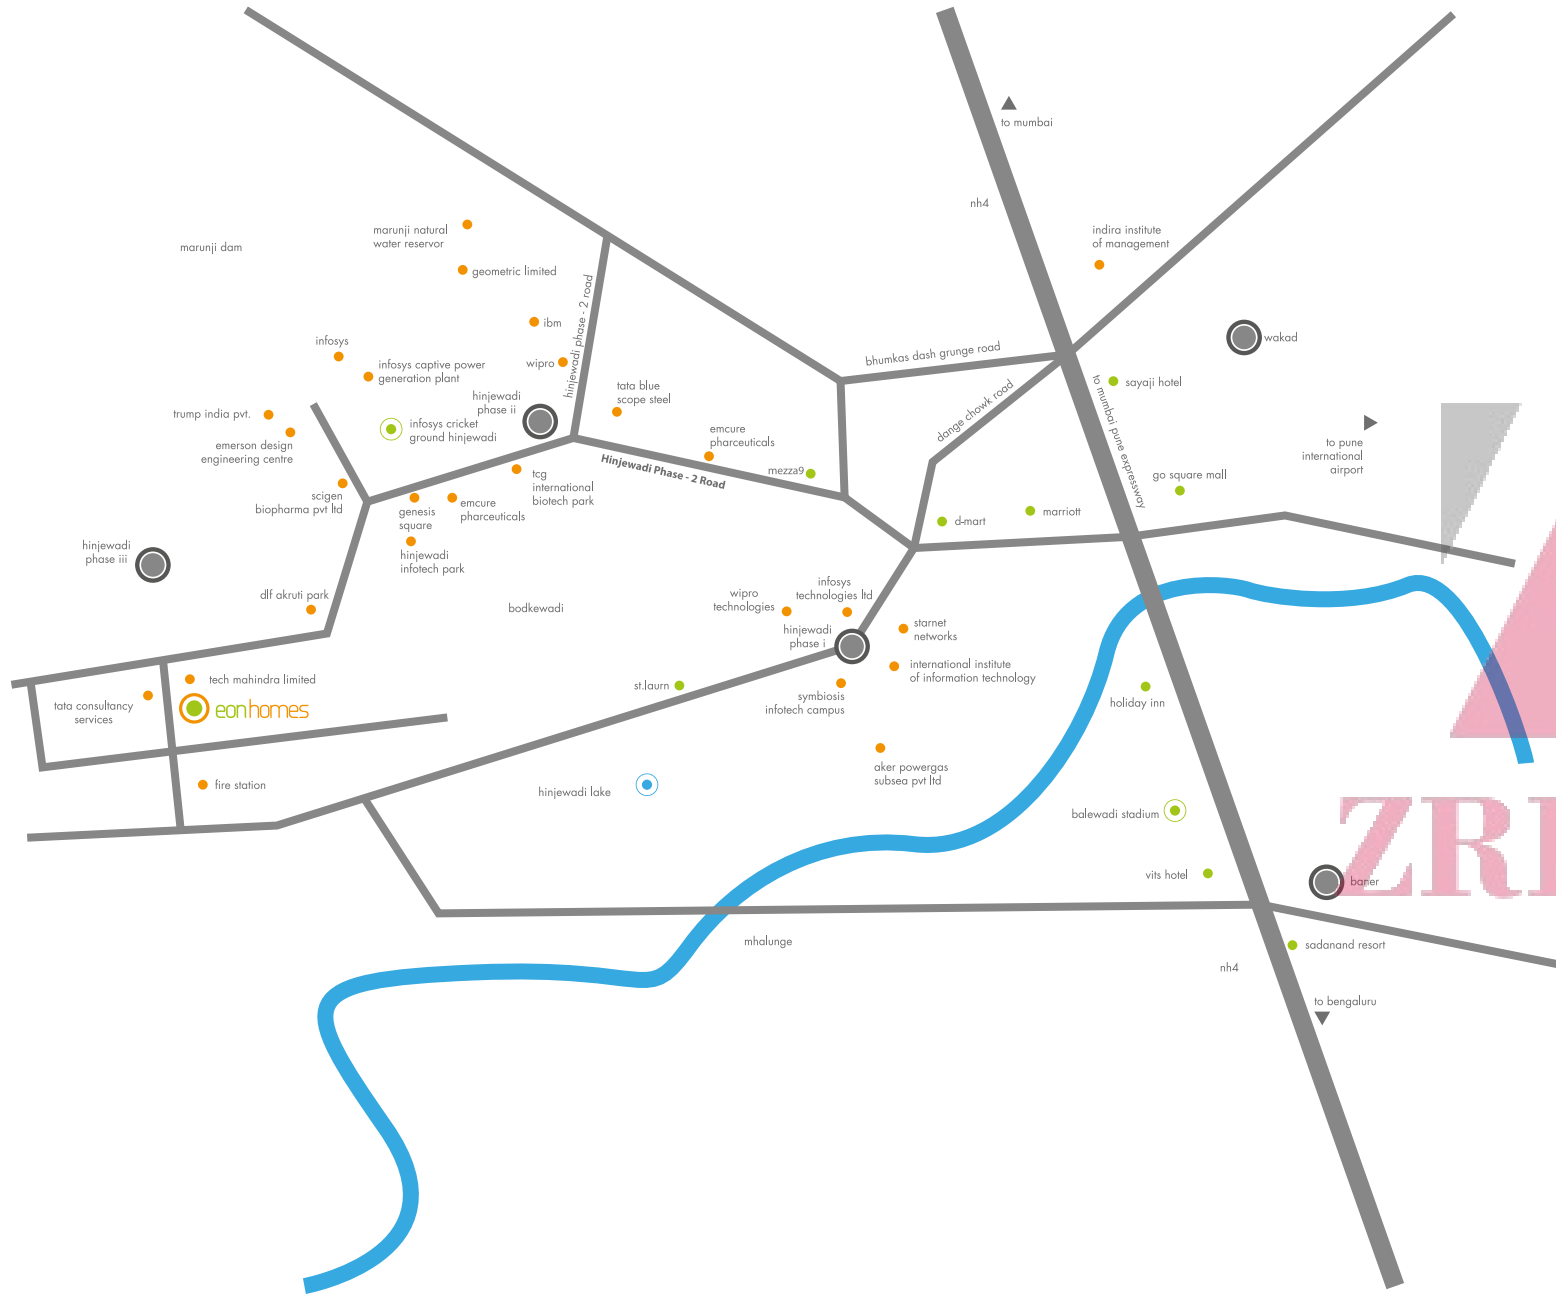 to mumbai
nh4
indira institute
of management
marunji natural
water reservor
marunji dam
geometric limited
hinjewadi phase - 2 road
ibm
infosys
wipro
infosys captive power
generation plant
bhumkas dash grunge road
wakad
sayaji hotel
to mumbai pune expressway
dange chowk road
tata blue
scope steel
hinjewadi
phase ii
trump india pvt.
infosys cricket
ground hinjewadi
emerson design
engineering centre
emcure
pharceuticals
to pune
international
airport
Hinjewadi Phase - 2 Road
mezza9
go square mall
tcg
international
biotech park
scigen
biopharma pvt ltd
genesis
square
emcure
pharceuticals
marriott
d-mart
hinjewadi
phase iii
hinjewadi
infotech park
dlf akruti park
bodkewadi
wipro
technologies
infosys
technologies ltd
hinjewadi
phase i
starnet
networks
international institute
of information technology
tech mahindra limited
st.laurn
symbiosis
infotech campus
tata consultancy
services
eonhomes
holiday inn
aker powergas
subsea pvt ltd
fire station
hinjewadi lake
balewadi stadium
ZRI
vits hotel
baner
mhalunge
sadanand resort
nh4
to bengaluru